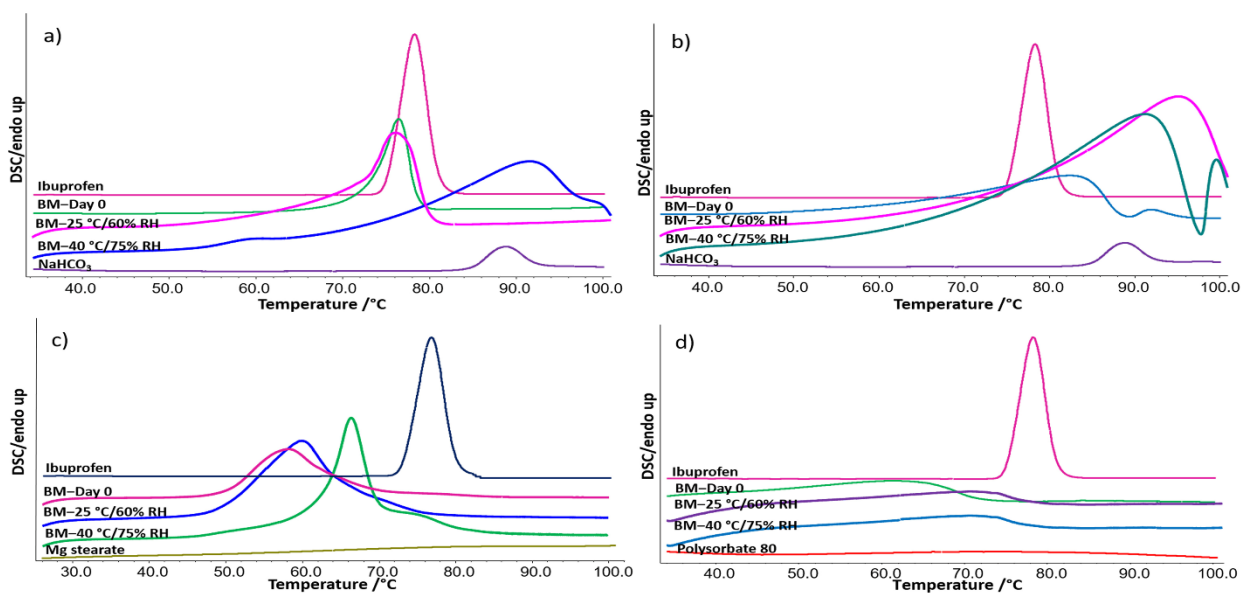 a)
DSC/endo up
Ibuprofen
BM–Day 0
BM–25 °C/60% RH
BM–40 °C/75% RH
NaHCO₃
40.0 50.0 60.0 70.0 80.0 90.0 100.0
Temperature /°C
b)
DSC/endo up
Ibuprofen
BM–Day 0
BM–25 °C/60% RH
BM–40 °C/75% RH
NaHCO₃
40.0 50.0 60.0 70.0 80.0 90.0 100.0
Temperature /°C
c)
DSC/endo up
Ibuprofen
BM–Day 0
BM–25 °C/60% RH
BM–40 °C/75% RH
Mg stearate
30.0 40.0 50.0 60.0 70.0 80.0 90.0 100.0
Temperature /°C
d)
DSC/endo up
Ibuprofen
BM–Day 0
BM–25 °C/60% RH
BM–40 °C/75% RH
Polysorbate 80
40.0 50.0 60.0 70.0 80.0 90.0 100.0
Temperature /°C